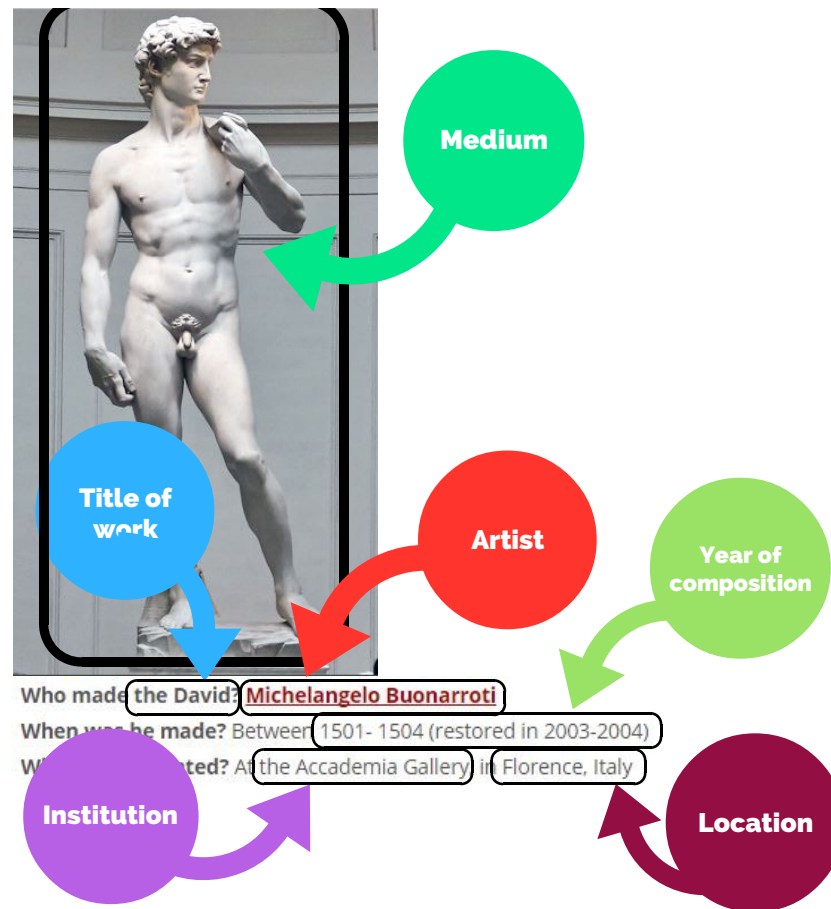 Medium
Title of
work
Artist
Year of
composition
Who made the David? Michelangelo Buonarroti
When was he made? Between 1501- 1504 (restored in 2003-2004)
At the Accademia Gallery, in Florence, Italy
Institution
Location